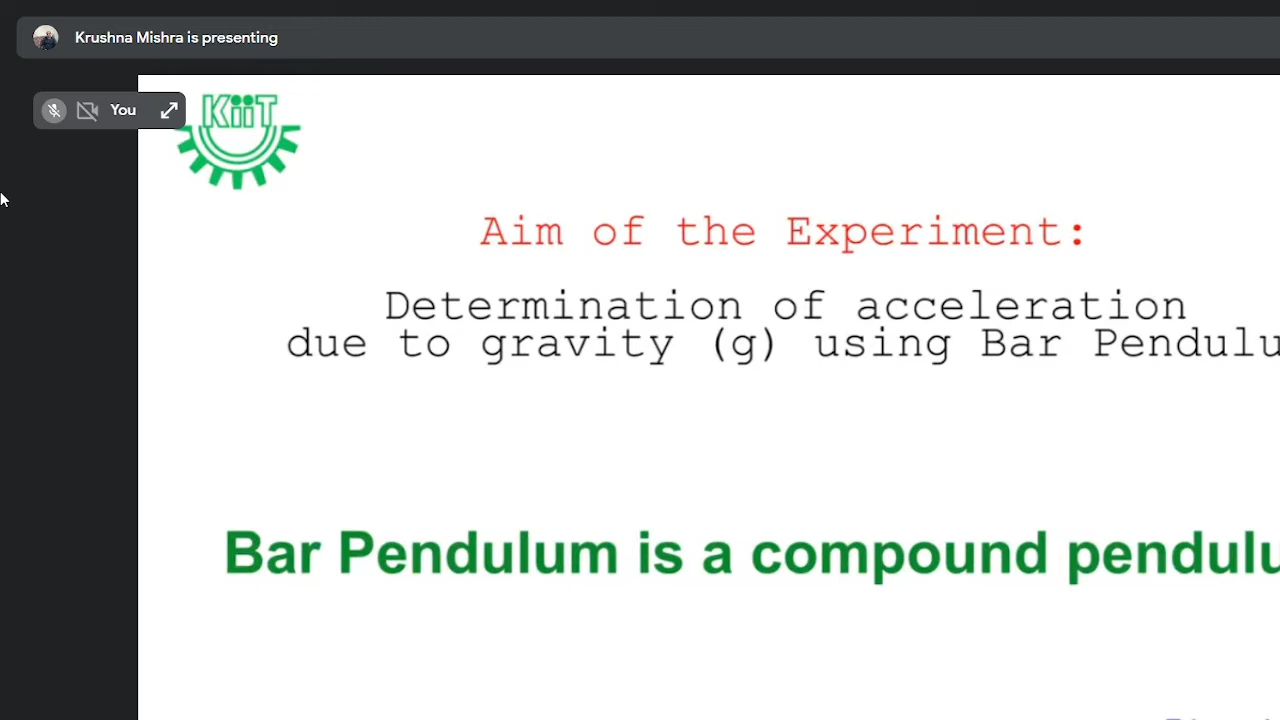 Krushna Mishra is presenting
You
KiiT
Aim of the Experiment:
Determination of acceleration
due to gravity (g) using Bar Pendulu
Bar Pendulum is a compound pendulu